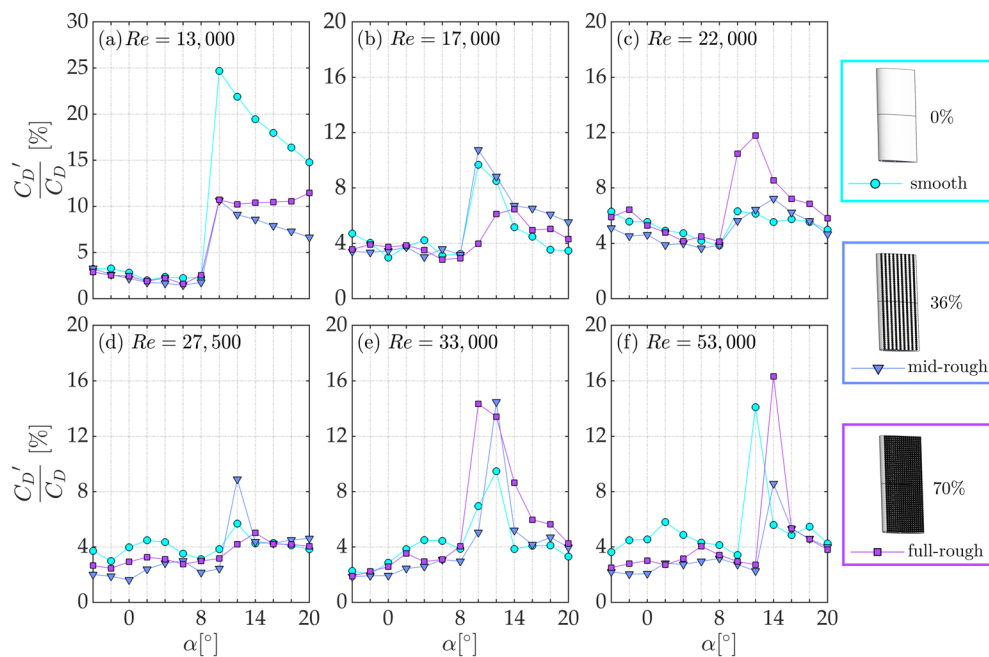 (a) Re = 13,000
(b) Re = 17,000
(c) Re = 22,000
30
25
20
15
10
5
0
C_D′/C_D [%]
20
16
12
8
4
0
20
16
12
8
4
0
0%
smooth
36%
mid-rough
70%
full-rough
(d) Re = 27,500
(e) Re = 33,000
(f) Re = 53,000
20
16
12
8
4
0
C_D′/C_D [%]
20
16
12
8
4
0
20
16
12
8
4
0
0 8 14 20
0 8 14 20
0 8 14 20
α[°]
α[°]
α[°]